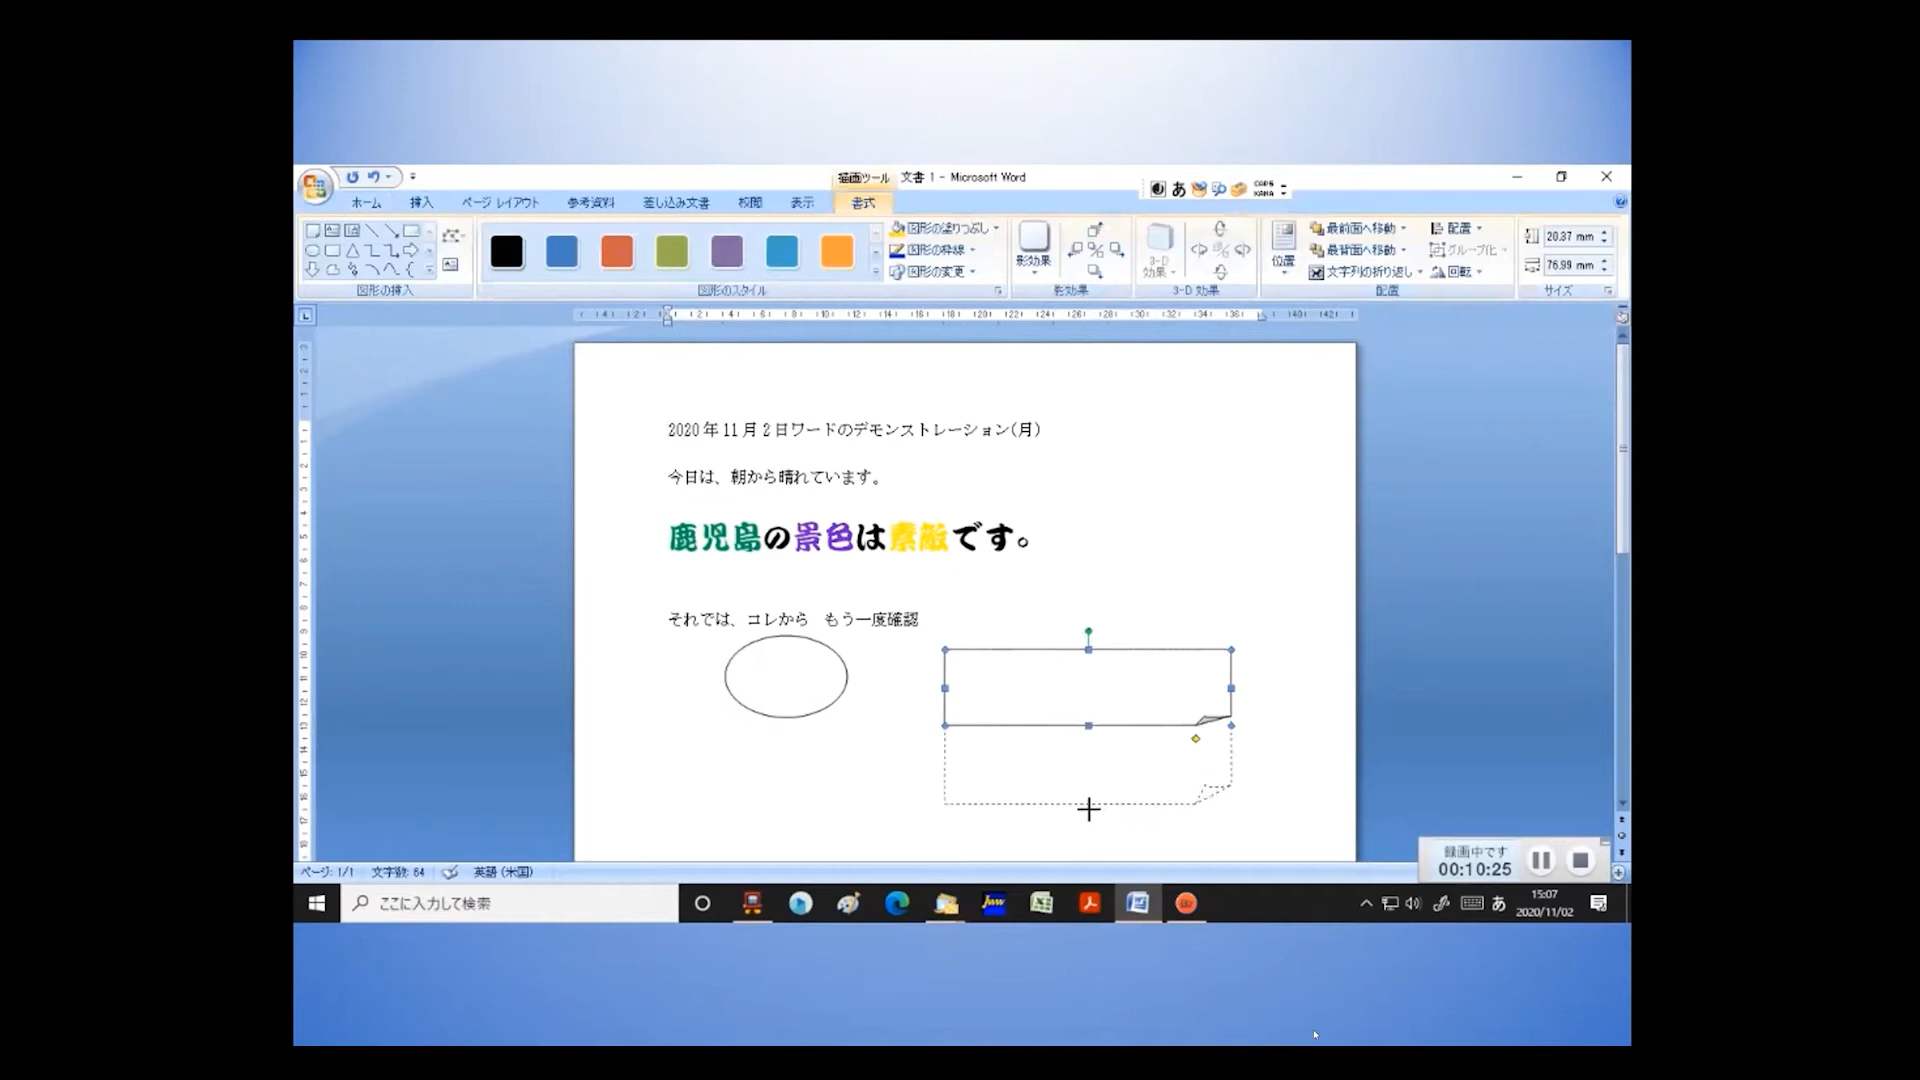 描画ツール 文書 1 - Microsoft Word
あ CAPS KANA
ホーム 挿入 ページ レイアウト 参考資料 差し込み文書 校閲 表示 書式
図形の塗りつぶし 最前面へ移動 配置 20.37 mm
図形の枠線 影効果 3-D 効果 位置 最背面へ移動 グループ化
図形の変更 文字列の折り返し 回転 76.99 mm
図形の挿入 図形のスタイル 影効果 3-D 効果 配置 サイズ
2020 年 11 月 2 日ワードのデモンストレーション(月)
今日は、朝から晴れています。
鹿児島の景色は素敵です。
それでは、コレから　もう一度確認
録画中です
00:10:25
ページ: 1/1 文字数: 64 英語 (米国)
ここに入力して検索
あ 15:07
2020/11/02